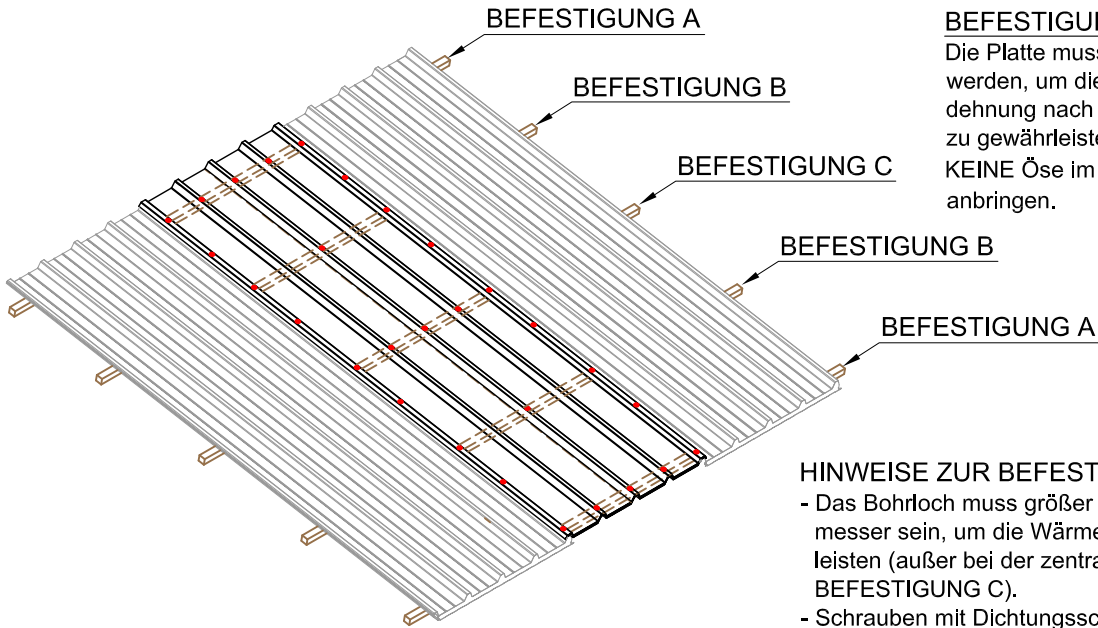 BEFESTIGUNG A
BEFESTIGUNG B
BEFESTIGUNG C
BEFESTIGUNG B
BEFESTIGUNG A
BEFESTIGU
Die Platte muss
werden, um die
dehnung nach
zu gewährleiste
KEINE Öse im
anbringen.
HINWEISE ZUR BEFEST
- Das Bohrloch muss größer
messer sein, um die Wärme
leisten (außer bei der zentra
BEFESTIGUNG C).
- Schrauben mit Dichtungssc